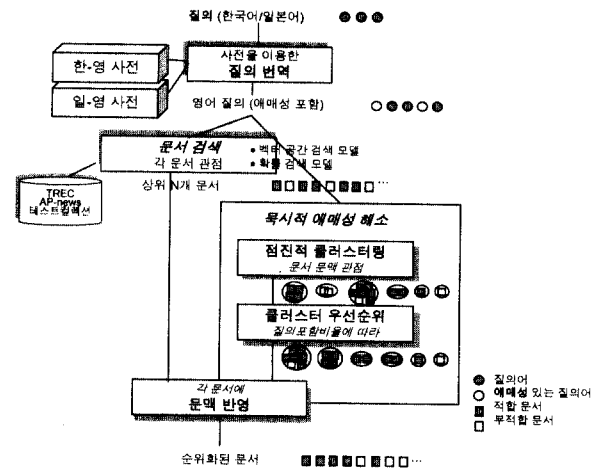 질의 (한국어/일본어)
사전을 이용한
질의 번역
한-영 사전
일-영 사전
영어 질의 (애매성 포함)
문서 검색
각 문서 관점
• 벡터 공간 검색 모델
• 확률 검색 모델
상위 N개 문서
...
TREC
AP-news
테스트컬렉션
묵시적 애매성 해소
점진적 클러스터링
문서 문맥 관점
클러스터 우선순위
질의포함비율에 따라
각 문서에
문맥 반영
질의어
애매성 있는 질의어
적합 문서
부적합 문서
순위화된 문서
...